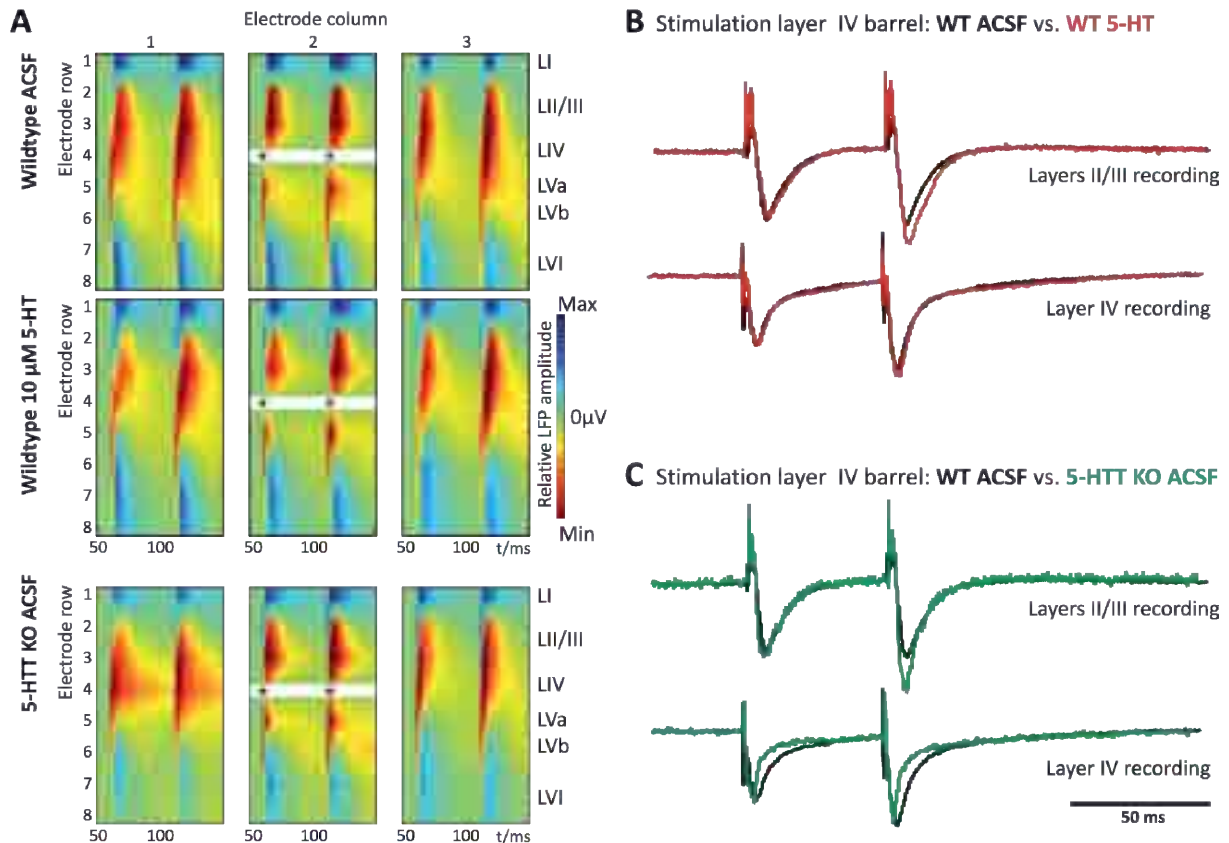 A
Electrode column
1 2 3
Wildtype ACSF
Electrode row
1
2
3
4
5
6
7
8
LI
LII/III
LIV
LVa
LVb
LVI
Wildtype 10 µM 5-HT
Electrode row
1
2
3
4
5
6
7
8
50 100
50 100
50 100 t/ms
Max
Relative LFP amplitude
0µV
Min
5-HTT KO ACSF
Electrode row
1
2
3
4
5
6
7
8
50 100
50 100
50 100 t/ms
LI
LII/III
LIV
LVa
LVb
LVI
B Stimulation layer IV barrel: WT ACSF vs. WT 5-HT
Layers II/III recording
Layer IV recording
C Stimulation layer IV barrel: WT ACSF vs. 5-HTT KO ACSF
Layers II/III recording
Layer IV recording
50 ms